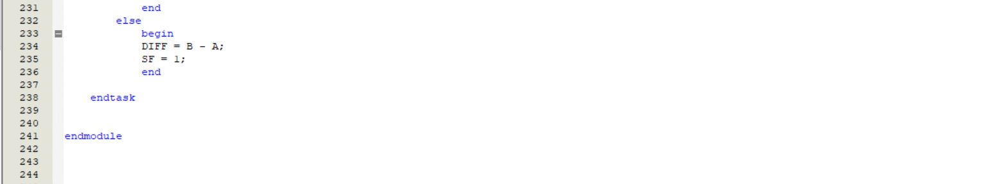 231 end
232 else
233 begin
234 DIFF = B - A;
235 SF = 1;
236 end
237
238 endtask
239
240
241 endmodule
242
243
244